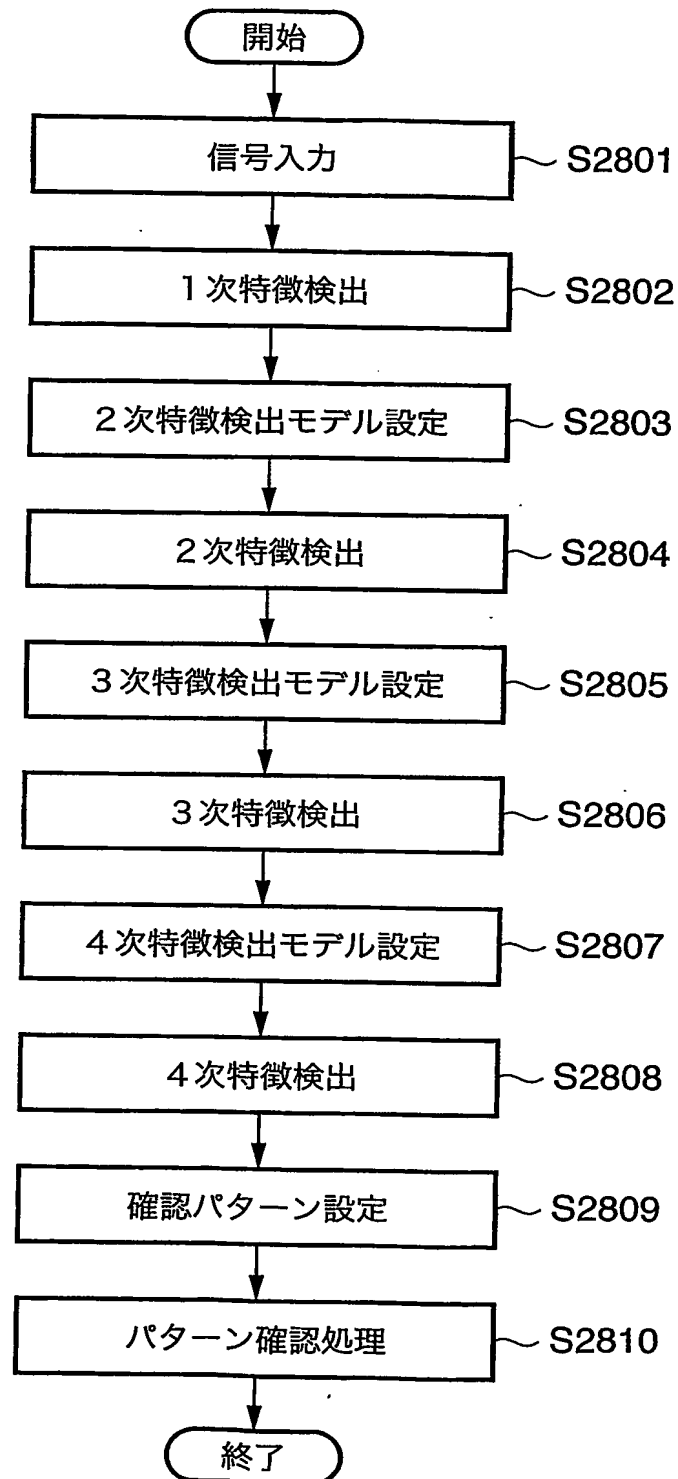 開始
信号入力
S2801
1次特徴検出
S2802
2次特徴検出モデル設定
S2803
2次特徴検出
S2804
3次特徴検出モデル設定
S2805
3次特徴検出
S2806
4次特徴検出モデル設定
S2807
4次特徴検出
S2808
確認パターン設定
S2809
パターン確認処理
S2810
終了